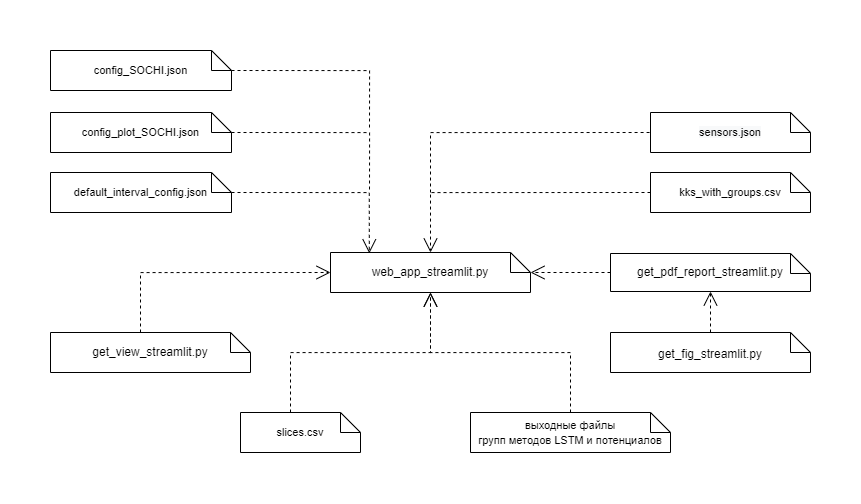 config_SOCHI.json
config_plot_SOCHI.json
sensors.json
default_interval_config.json
kks_with_groups.csv
web_app_streamlit.py
get_pdf_report_streamlit.py
get_view_streamlit.py
get_fig_streamlit.py
slices.csv
выходные файлы
групп методов LSTM и потенциалов